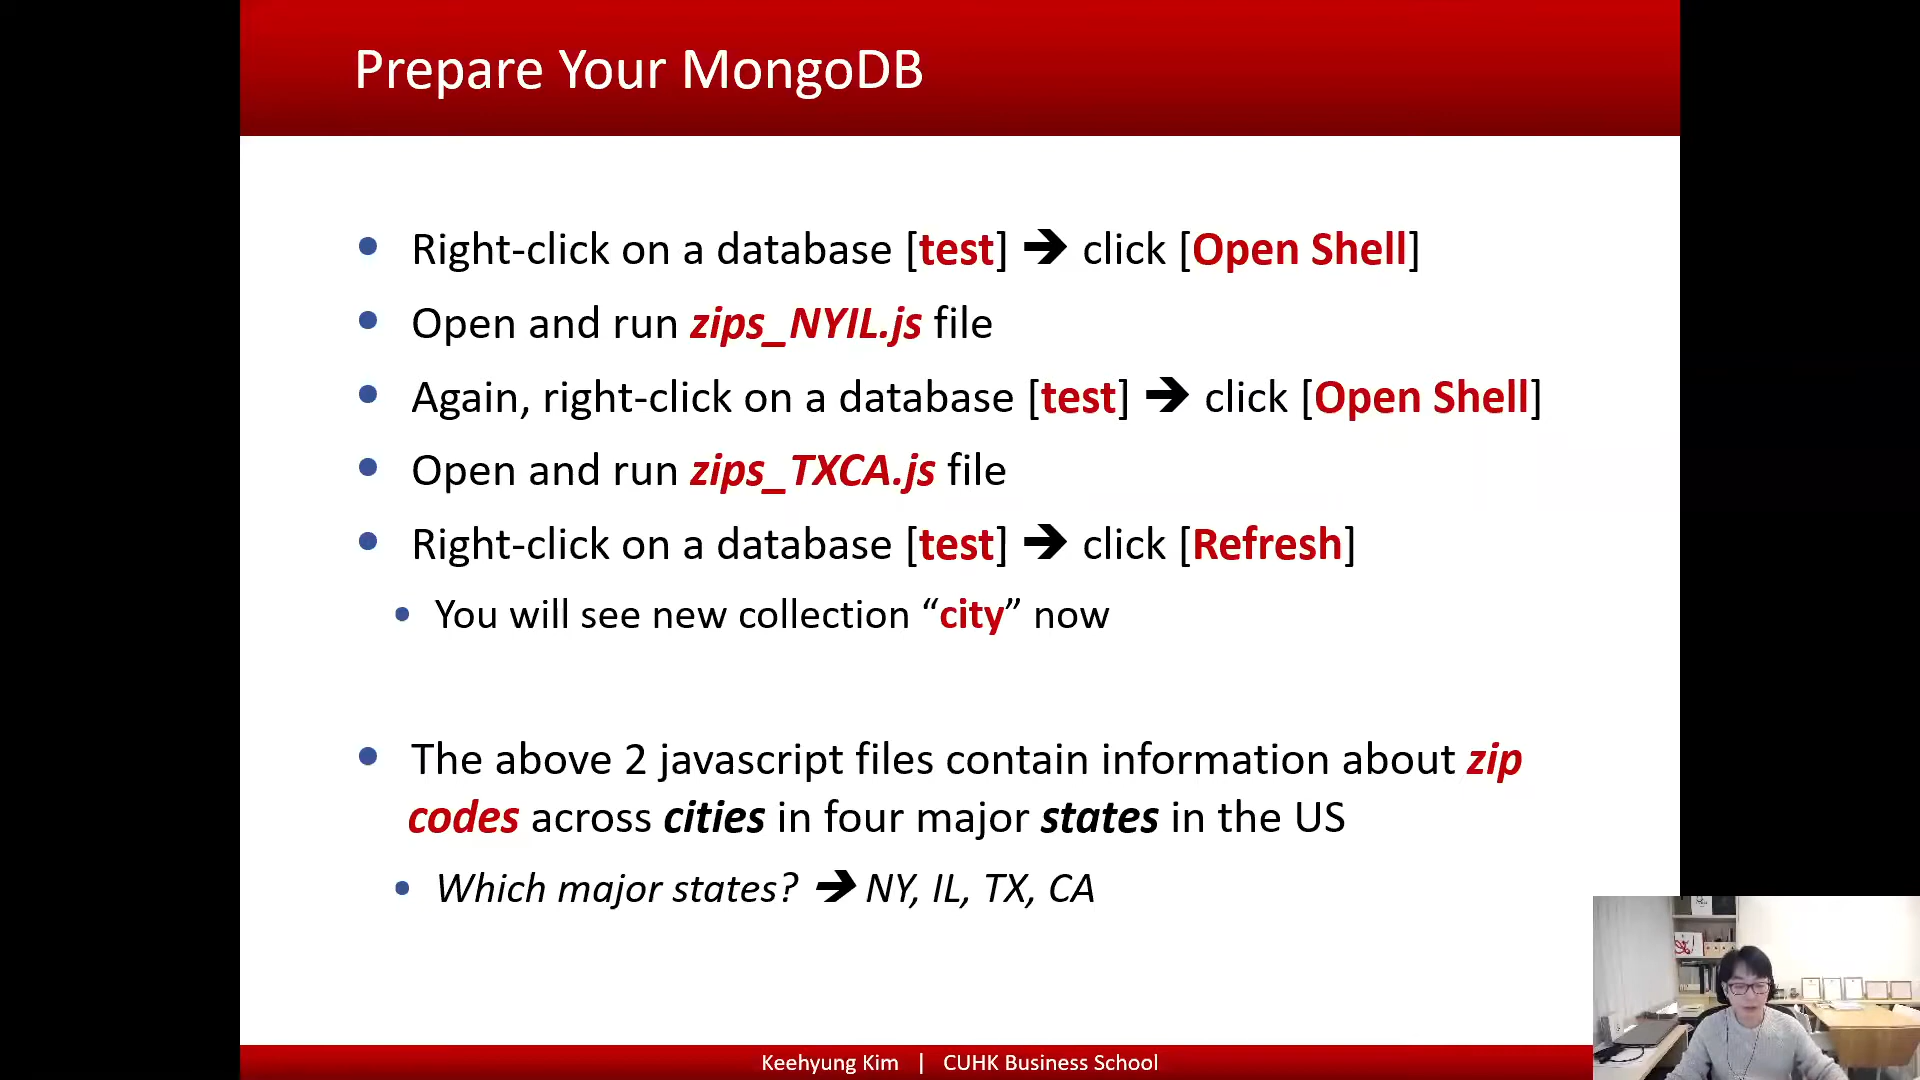 Prepare Your MongoDB
• Right-click on a database [test] ➔ click [Open Shell]
• Open and run zips_NYIL.js file
• Again, right-click on a database [test] ➔ click [Open Shell]
• Open and run zips_TXCA.js file
• Right-click on a database [test] ➔ click [Refresh]
• You will see new collection “city” now
• The above 2 javascript files contain information about zip
codes across cities in four major states in the US
• Which major states? ➔ NY, IL, TX, CA
Keehyung Kim | CUHK Business School